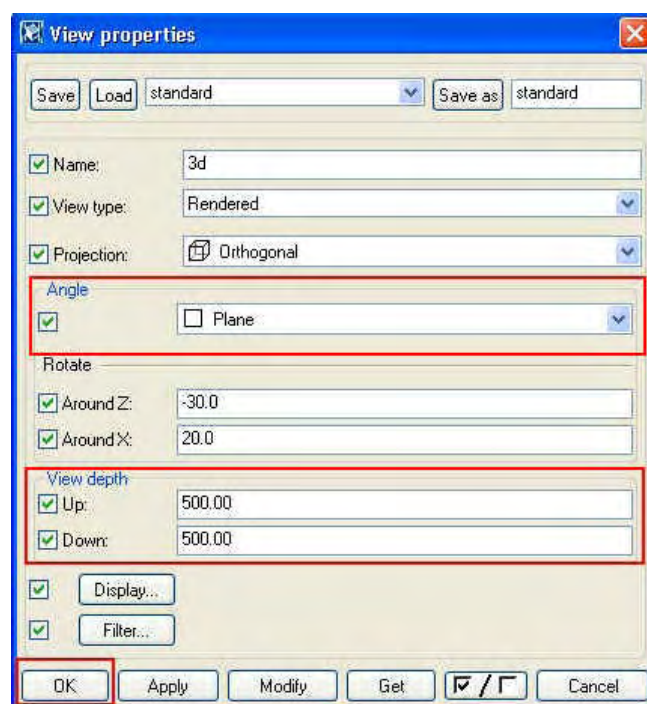 View properties
Save Load standard Save as standard
Name: 3d
View type: Rendered
Projection: Orthogonal
Angle
Plane
Rotate
Around Z: -30.0
Around X: 20.0
View depth
Up: 500.00
Down: 500.00
Display...
Filter...
OK Apply Modify Get / Cancel